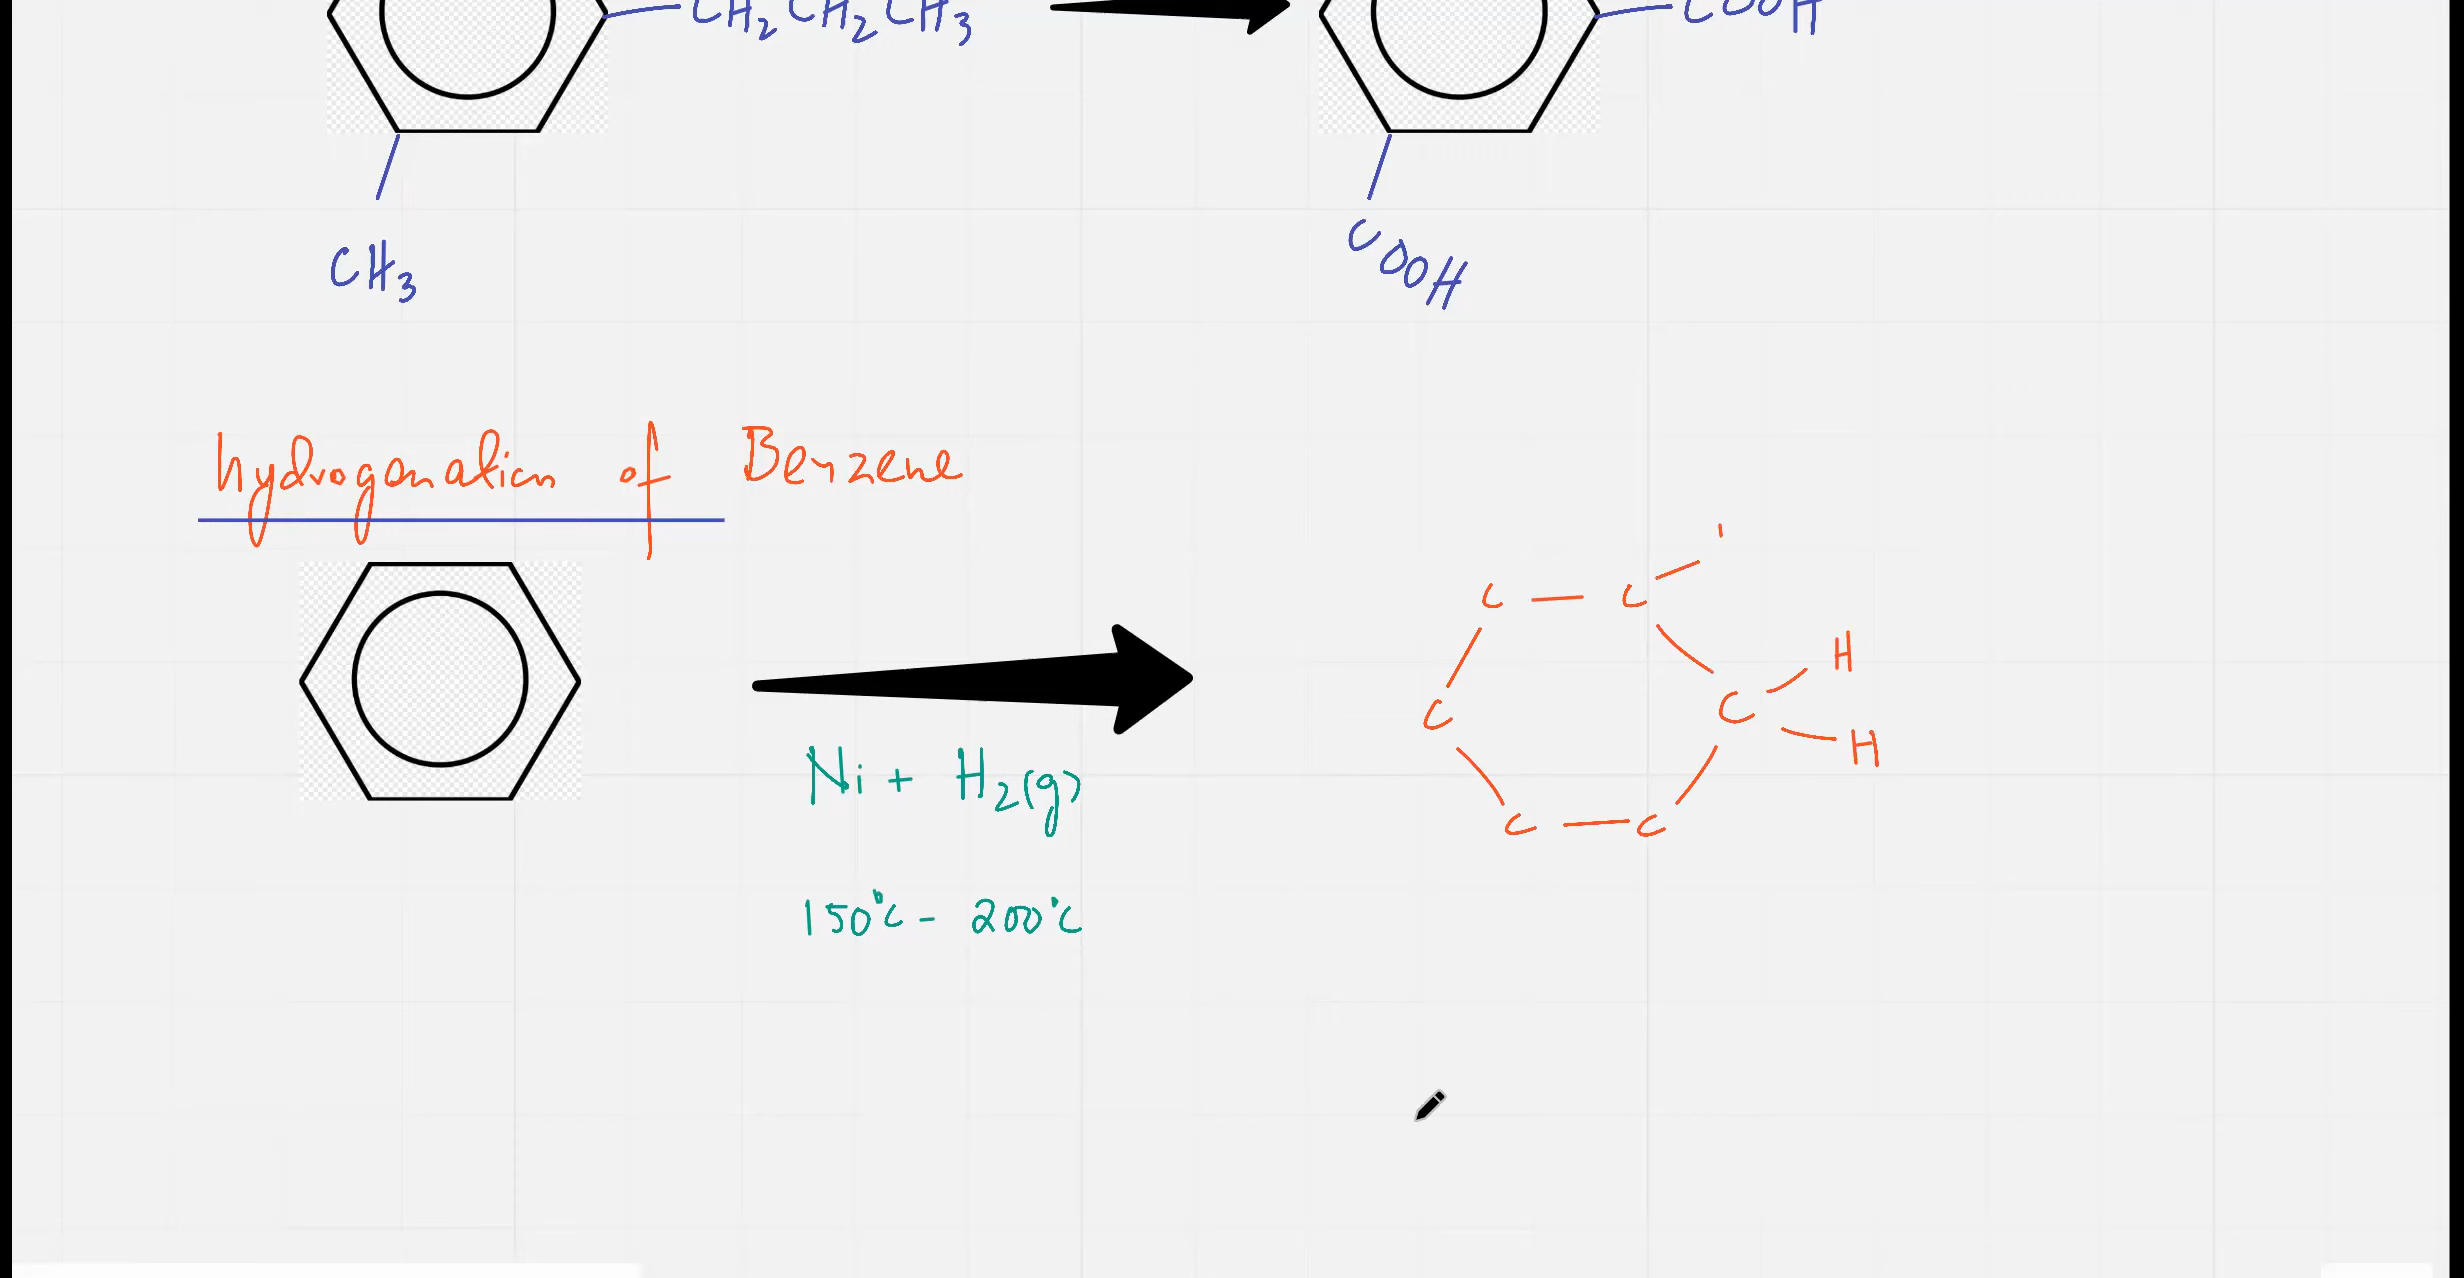 CH2CH2CH3
COOH
CH3
COOH
hydrogenation of Benzene
C — C
H
C C
H
C — C
Ni + H2(g)
150°C - 200°C